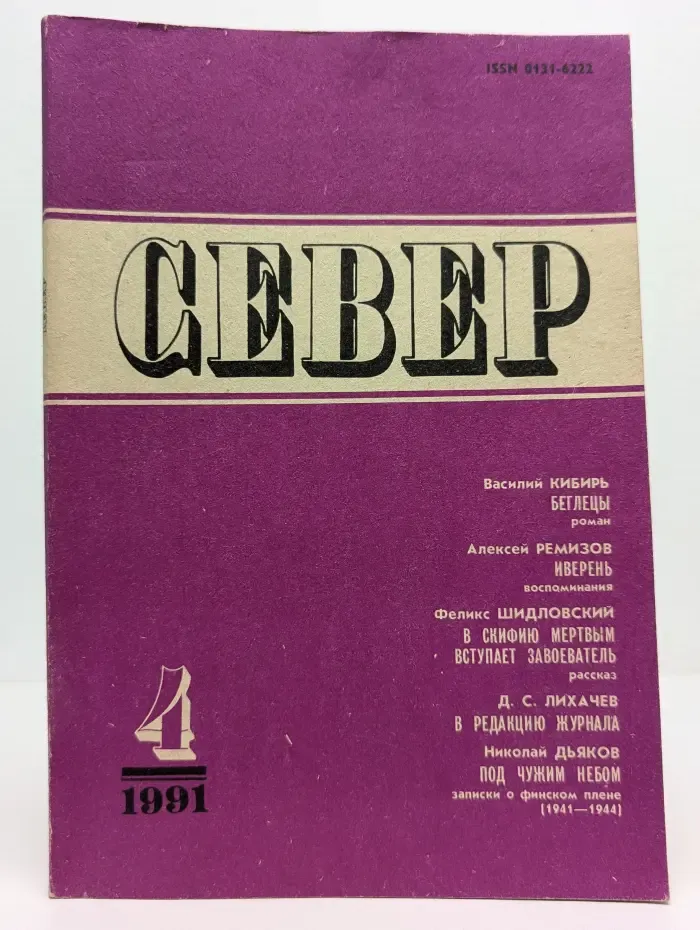 ISSN 0131-6222
СЕВЕР
Василий КИБИРЬ
БЕГЛЕЦЫ
роман
Алексей РЕМИЗОВ
ИВЕРЕНЬ
воспоминания
Феликс ШИДЛОВСКИЙ
В СКИФИЮ МЕРТВЫМ
ВСТУПАЕТ ЗАВОЕВАТЕЛЬ
рассказ
Д. С. ЛИХАЧЕВ
В РЕДАКЦИЮ ЖУРНАЛА
Николай ДЬЯКОВ
ПОД ЧУЖИМ НЕБОМ
записки о финском плене
(1941—1944)
4
1991